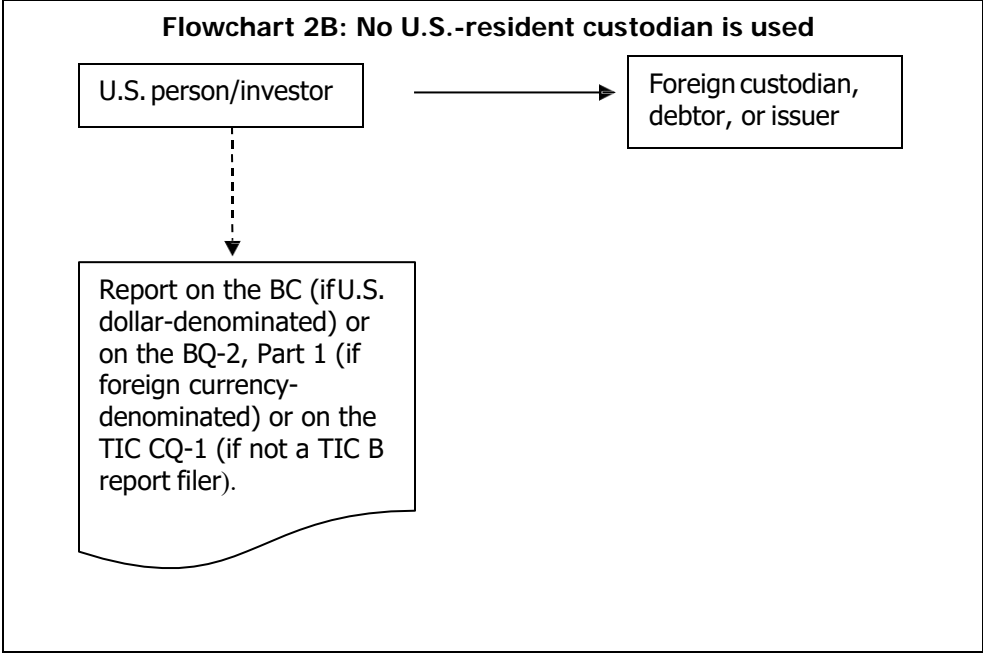 Flowchart 2B: No U.S.-resident custodian is used
U.S. person/investor
Foreign custodian,
debtor, or issuer
Report on the BC (if U.S.
dollar-denominated) or
on the BQ-2, Part 1 (if
foreign currency-
denominated) or on the
TIC CQ-1 (if not a TIC B
report filer).